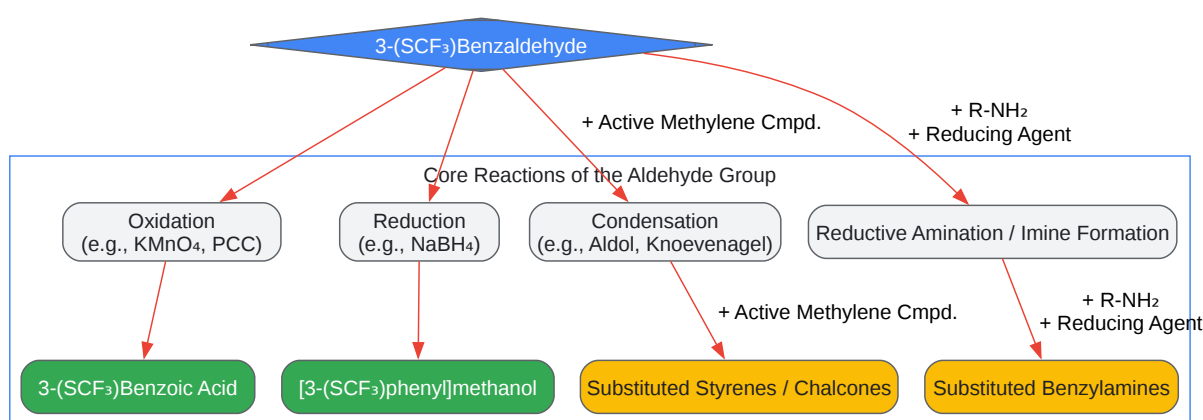 3-(SCF₃)Benzaldehyde
+ Active Methylene Cmpd.
+ R-NH₂
+ Reducing Agent
Core Reactions of the Aldehyde Group
Oxidation
(e.g., KMnO₄, PCC)
Reduction
(e.g., NaBH₄)
Condensation
(e.g., Aldol, Knoevenagel)
Reductive Amination / Imine Formation
+ Active Methylene Cmpd.
+ R-NH₂
+ Reducing Agent
3-(SCF₃)Benzoic Acid
[3-(SCF₃)phenyl]methanol
Substituted Styrenes / Chalcones
Substituted Benzylamines